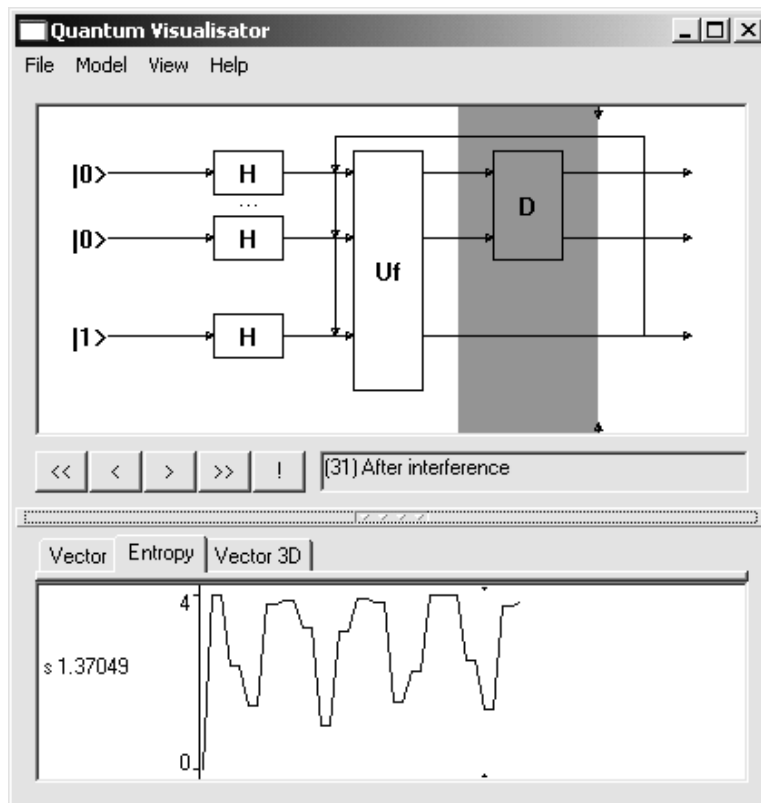 Quantum Visualisator
File Model View Help
|0> H
...
|0> H
D
Uf
|1> H
<< < > >> ! (31) After interference
Vector Entropy Vector 3D
4
s 1.37049
0